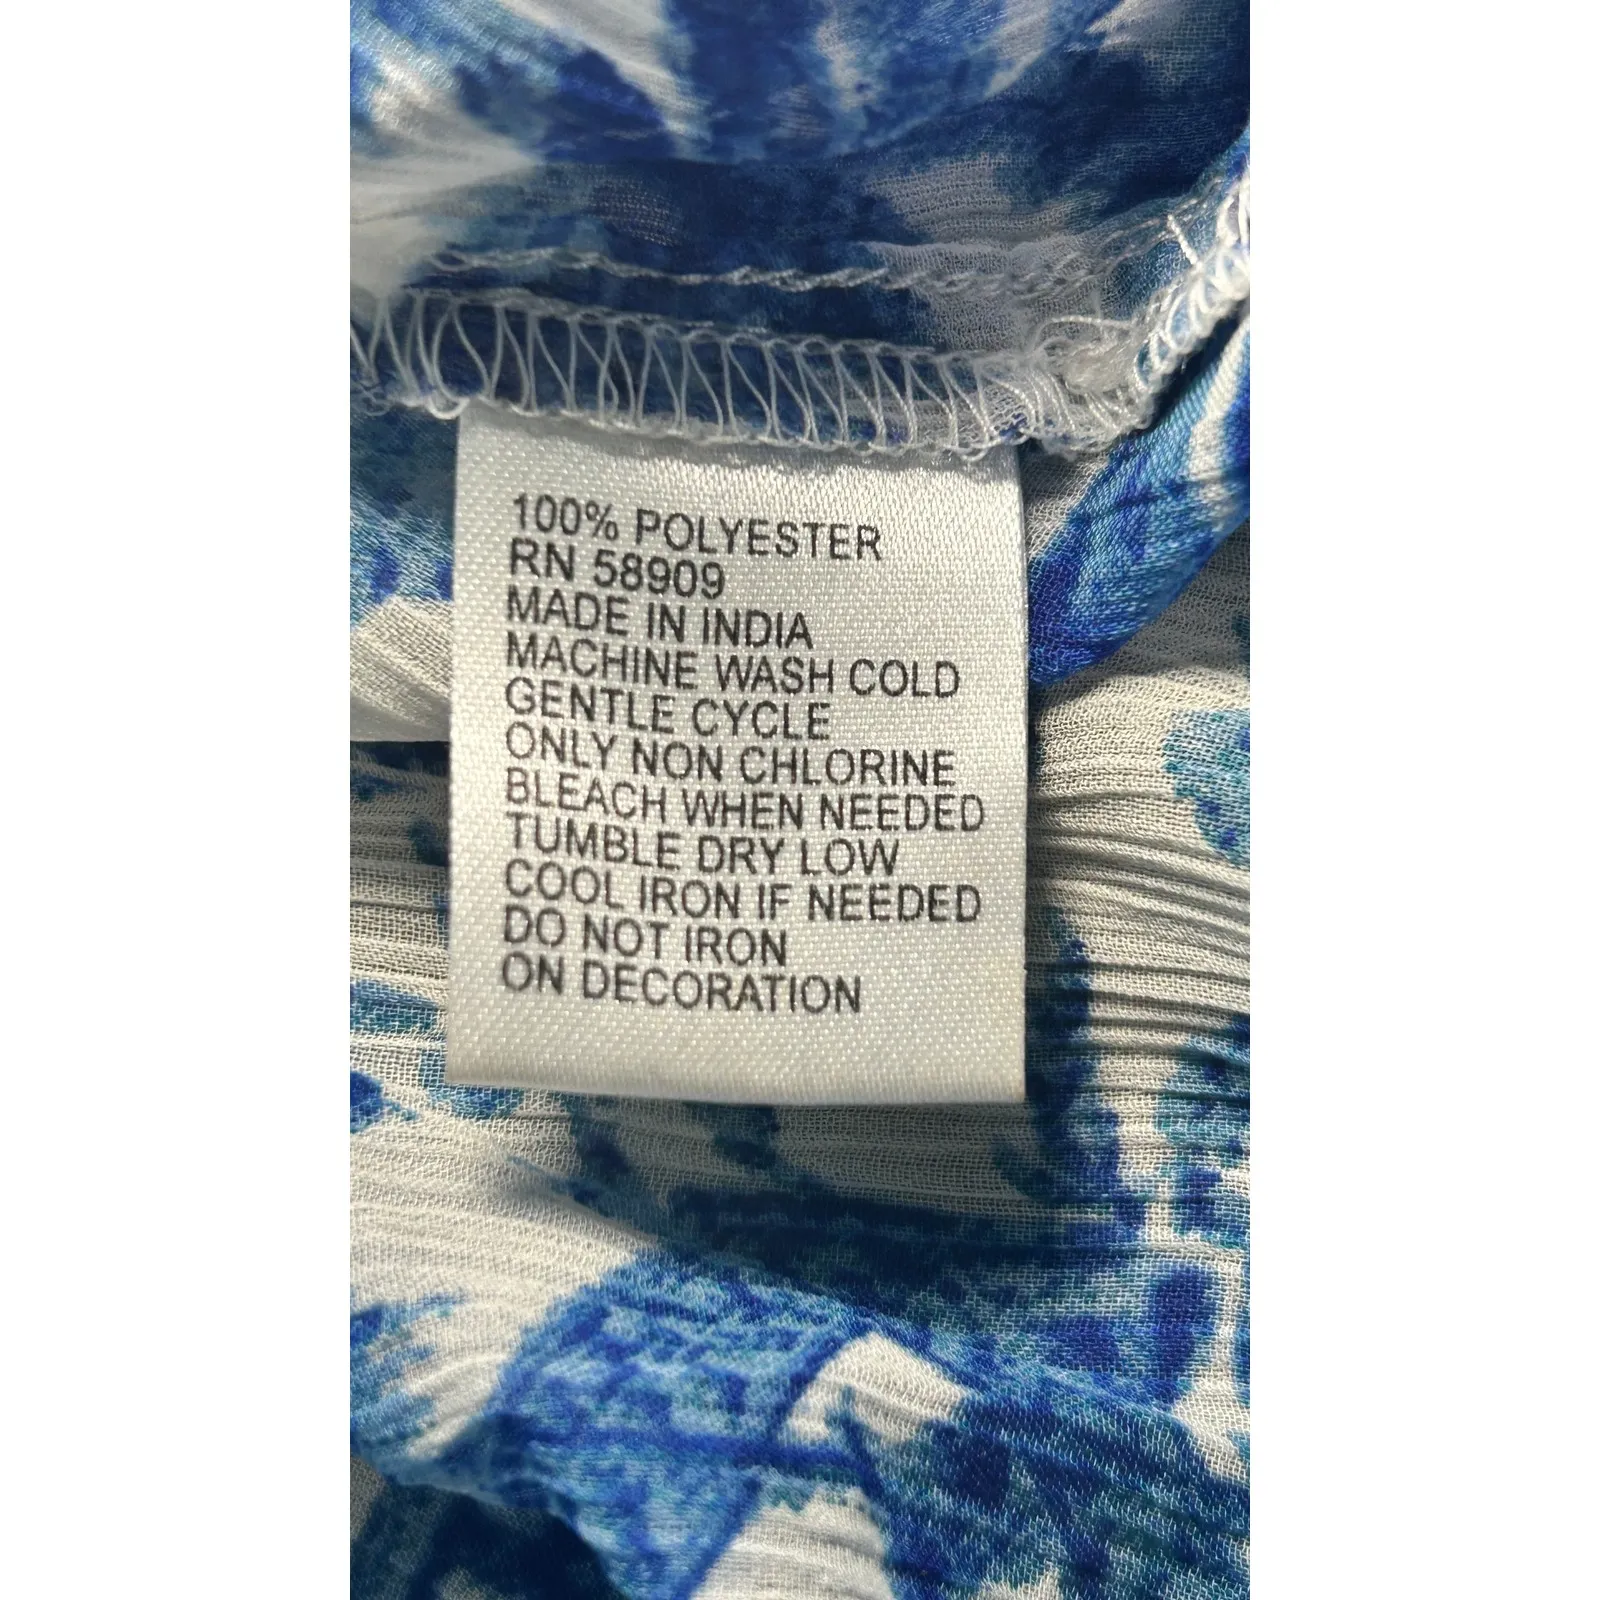 100% POLYESTER
RN 58909
MADE IN INDIA
MACHINE WASH COLD
GENTLE CYCLE
ONLY NON CHLORINE
BLEACH WHEN NEEDED
TUMBLE DRY LOW
COOL IRON IF NEEDED
DO NOT IRON
ON DECORATION